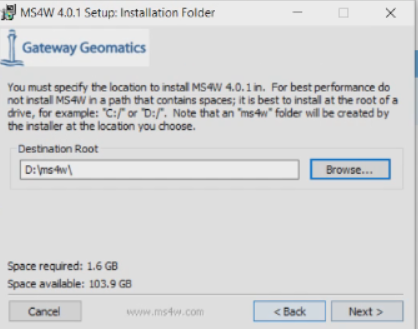 MS4W 4.0.1 Setup: Installation Folder
Gateway Geomatics
You must specify the location to install MS4W 4.0.1 in. For best performance do
not install MS4W in a path that contains spaces; it is best to install at the root of a
drive, for example: "C:/" or "D:/". Note that an "ms4w" folder will be created by
the installer at the location you choose.
Destination Root
D:\ms4w\
Browse...
Space required: 1.6 GB
Space available: 103.9 GB
Cancel
www.ms4w.com
< Back
Next >